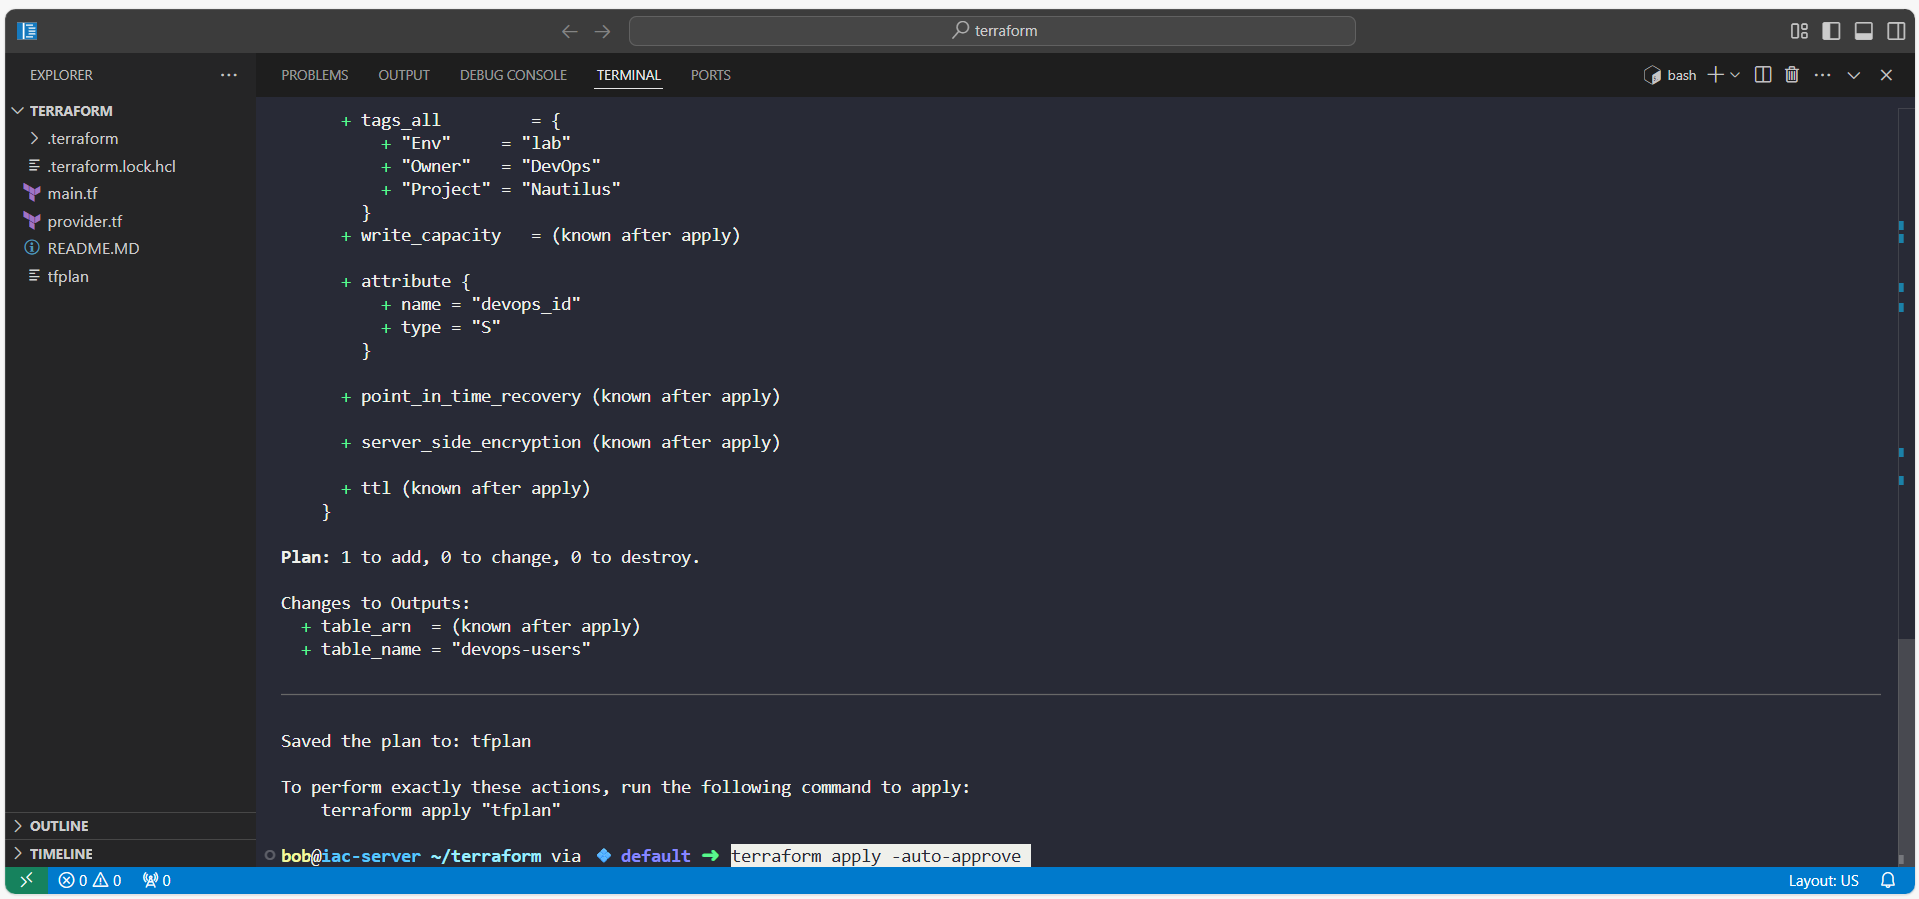 terraform
EXPLORER
TERRAFORM
.terraform
.terraform.lock.hcl
main.tf
provider.tf
README.MD
tfplan
OUTLINE
TIMELINE
PROBLEMS OUTPUT DEBUG CONSOLE TERMINAL PORTS
bash
+ tags_all         = {
+ "Env"     = "lab"
+ "Owner"   = "DevOps"
+ "Project" = "Nautilus"
}
+ write_capacity   = (known after apply)
+ attribute {
+ name = "devops_id"
+ type = "S"
}
+ point_in_time_recovery (known after apply)
+ server_side_encryption (known after apply)
+ ttl (known after apply)
}
Plan: 1 to add, 0 to change, 0 to destroy.
Changes to Outputs:
+ table_arn  = (known after apply)
+ table_name = "devops-users"
Saved the plan to: tfplan
To perform exactly these actions, run the following command to apply:
terraform apply "tfplan"
bob@iac-server ~/terraform via 🔷 default ➜ terraform apply -auto-approve
0 0 0
Layout: US